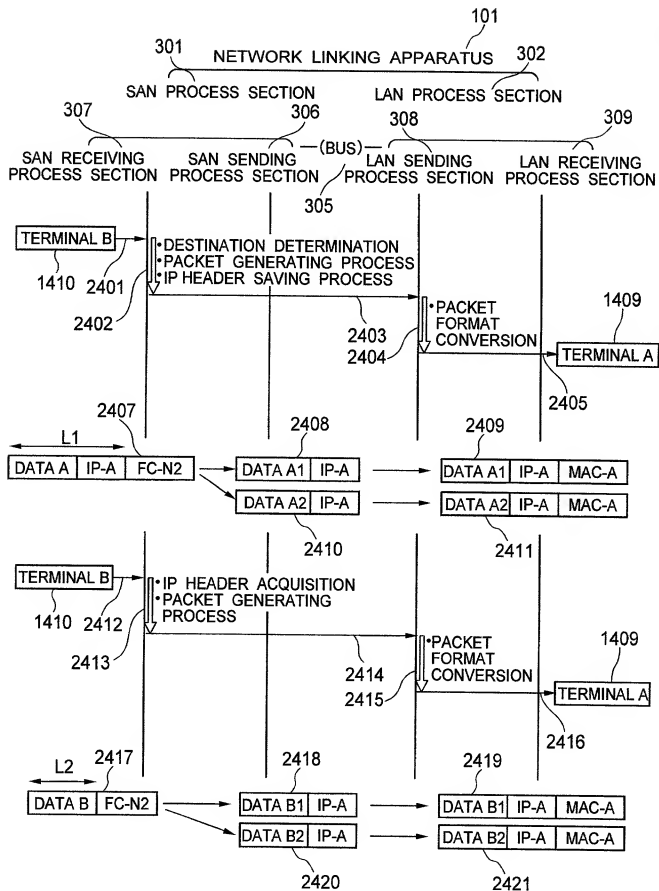 101
NETWORK LINKING APPARATUS
301
302
SAN PROCESS SECTION
LAN PROCESS SECTION
307
306
308
309
(BUS)
305
SAN RECEIVING
PROCESS SECTION
SAN SENDING
PROCESS SECTION
LAN SENDING
PROCESS SECTION
LAN RECEIVING
PROCESS SECTION
TERMINAL B
1410
2401
2402
•DESTINATION DETERMINATION
•PACKET GENERATING PROCESS
•IP HEADER SAVING PROCESS
2403
2404
•PACKET
FORMAT
CONVERSION
1409
TERMINAL A
2405
L1
2407
DATA A IP-A FC-N2
2408
DATA A1 IP-A
2409
DATA A1 IP-A MAC-A
DATA A2 IP-A
2410
DATA A2 IP-A MAC-A
2411
TERMINAL B
1410
2412
2413
•IP HEADER ACQUISITION
•PACKET GENERATING
PROCESS
2414
2415
•PACKET
FORMAT
CONVERSION
1409
TERMINAL A
2416
L2
2417
DATA B FC-N2
2418
DATA B1 IP-A
2419
DATA B1 IP-A MAC-A
DATA B2 IP-A
2420
DATA B2 IP-A MAC-A
2421